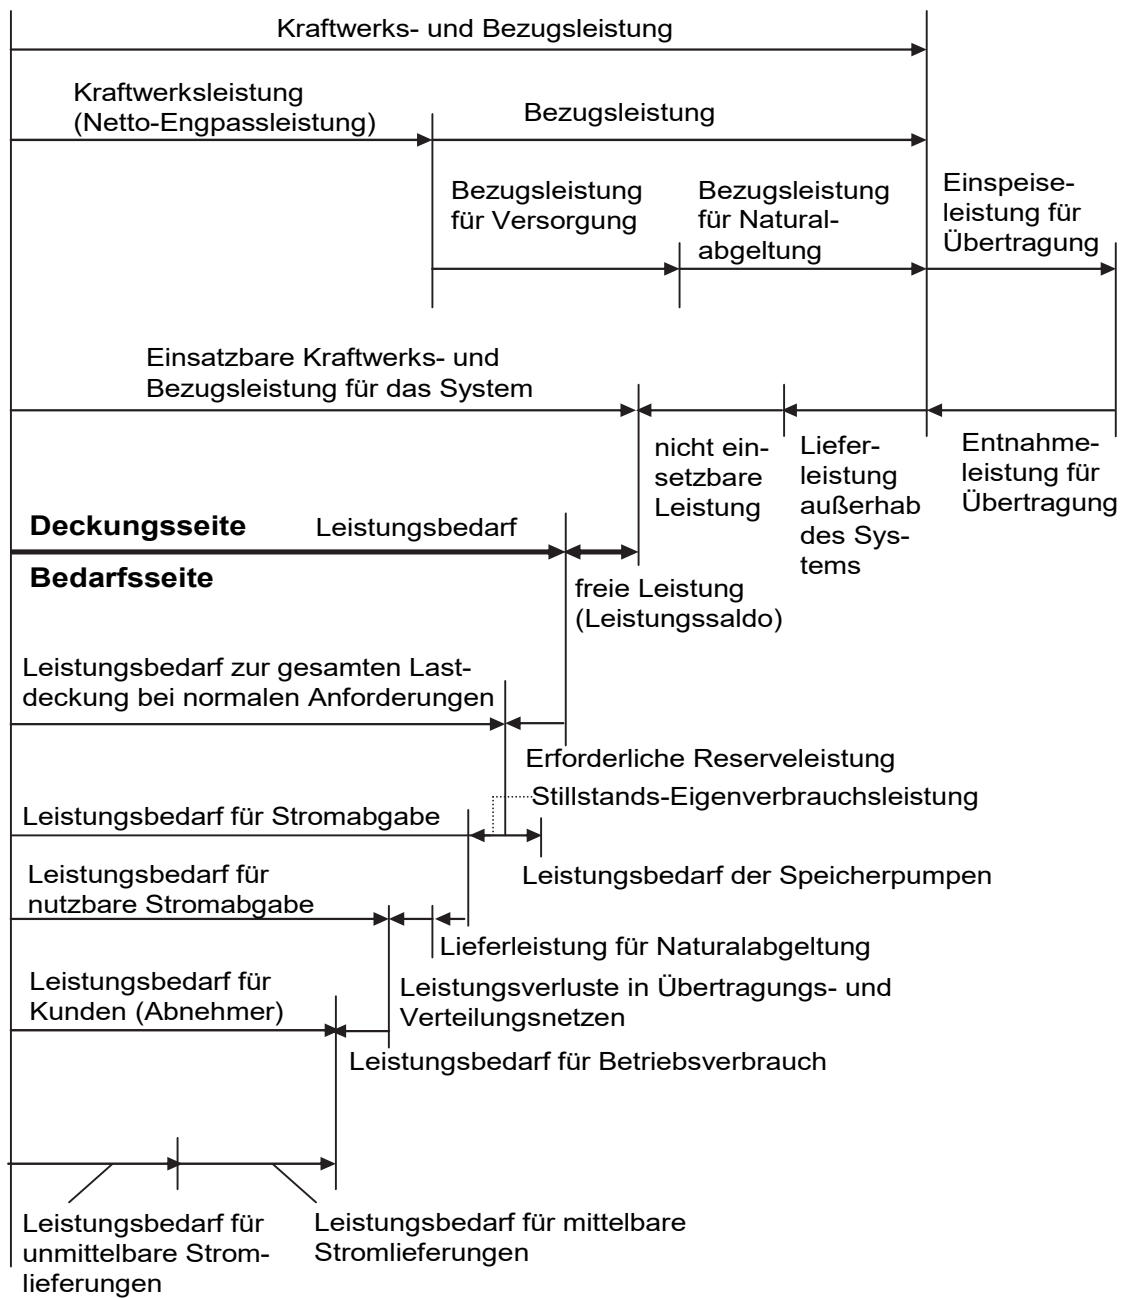 Kraftwerks- und Bezugsleistung
Kraftwerksleistung
(Netto-Engpassleistung)
Bezugsleistung
Bezugsleistung
für Versorgung
Bezugsleistung
für Natural-
abgeltung
Einspeise-
leistung für
Übertragung
Einsatzbare Kraftwerks- und
Bezugsleistung für das System
nicht ein-
setzbare
Leistung
Liefer-
leistung
außerhab
des Sys-
tems
Entnahme-
leistung für
Übertragung
Deckungsseite
Leistungsbedarf
Bedarfsseite
freie Leistung
(Leistungssaldo)
Leistungsbedarf zur gesamten Last-
deckung bei normalen Anforderungen
Erforderliche Reserveleistung
Stillstands-Eigenverbrauchsleistung
Leistungsbedarf für Stromabgabe
Leistungsbedarf der Speicherpumpen
Leistungsbedarf für
nutzbare Stromabgabe
Lieferleistung für Naturalabgeltung
Leistungsbedarf für
Kunden (Abnehmer)
Leistungsverluste in Übertragungs- und
Verteilungsnetzen
Leistungsbedarf für Betriebsverbrauch
Leistungsbedarf für
unmittelbare Strom-
lieferungen
Leistungsbedarf für mittelbare
Stromlieferungen